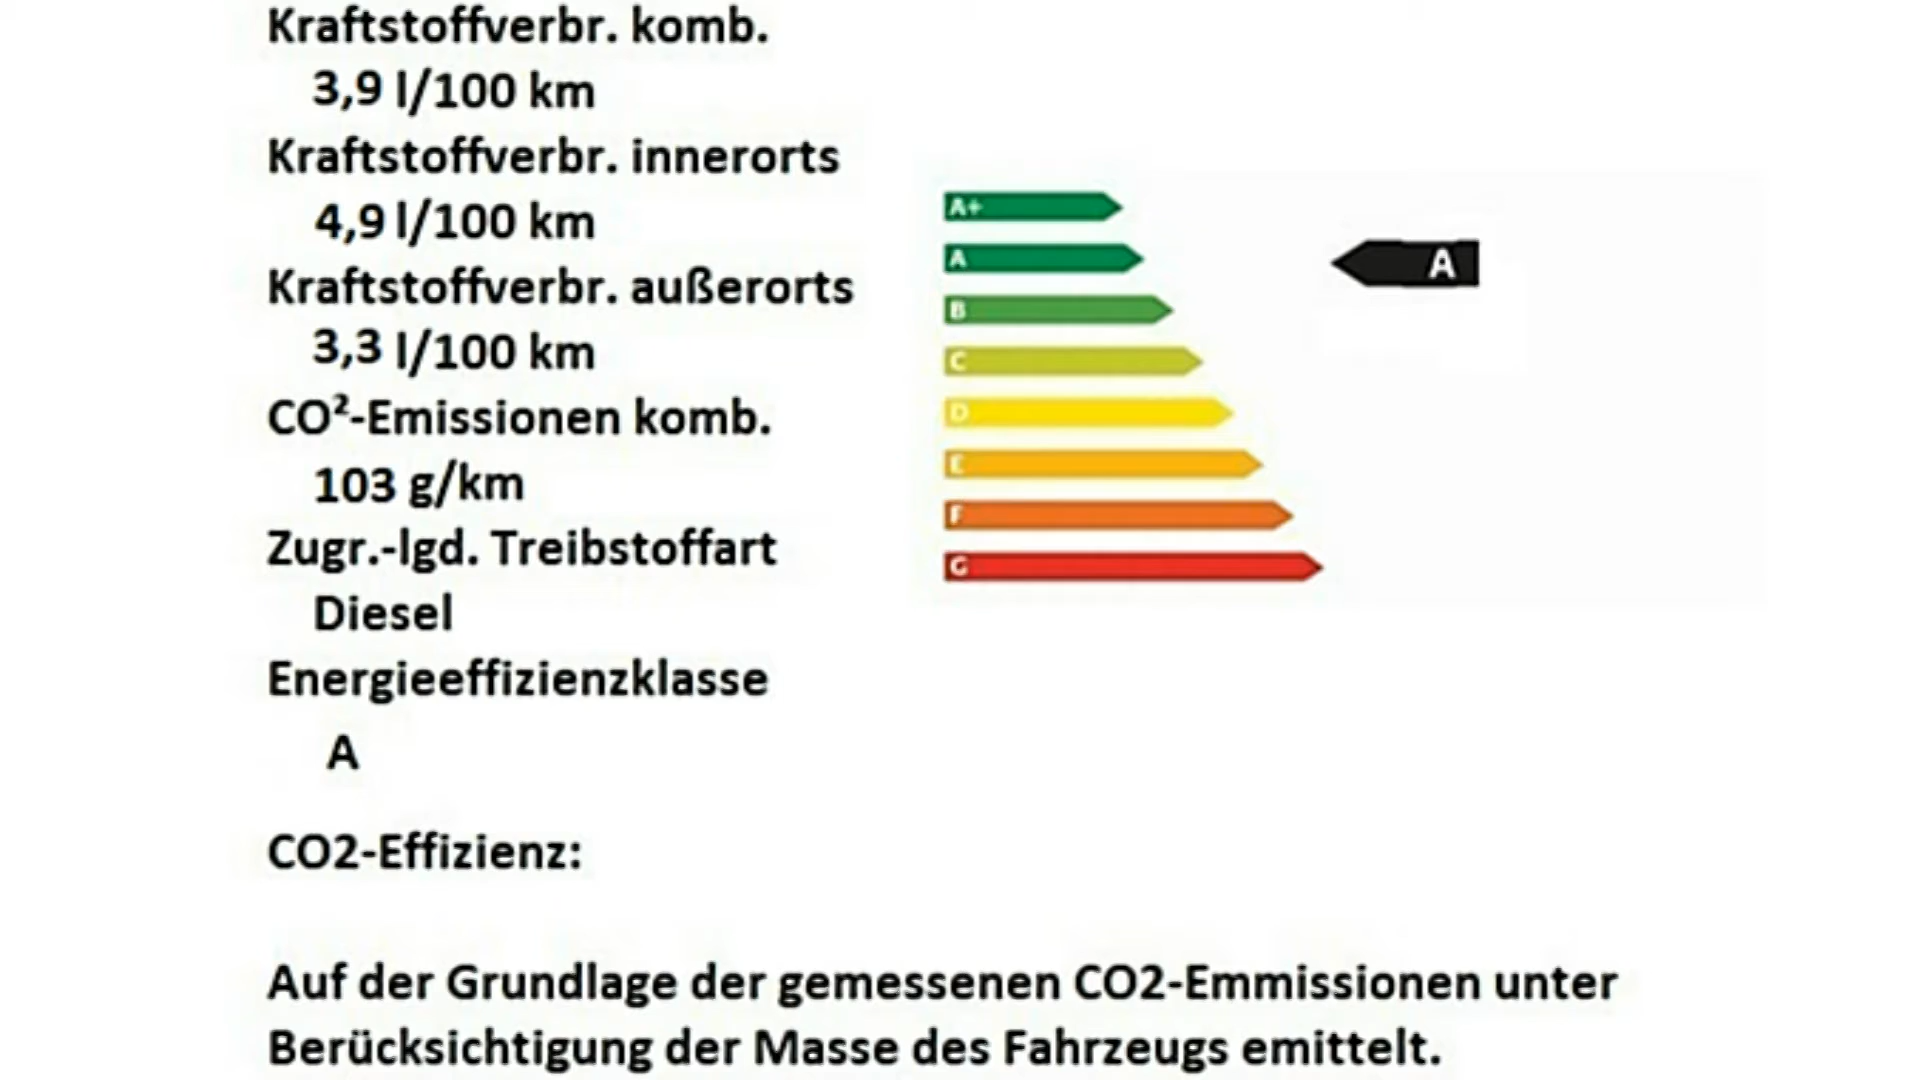 Kraftstoffverbr. komb.
3,9 l/100 km
Kraftstoffverbr. innerorts
4,9 l/100 km
Kraftstoffverbr. außerorts
3,3 l/100 km
CO²-Emissionen komb.
103 g/km
Zugr.-lgd. Treibstoffart
Diesel
Energieeffizienzklasse
A
A+
A
A
B
C
D
E
F
G
CO2-Effizienz:
Auf der Grundlage der gemessenen CO2-Emmissionen unter
Berücksichtigung der Masse des Fahrzeugs emittelt.